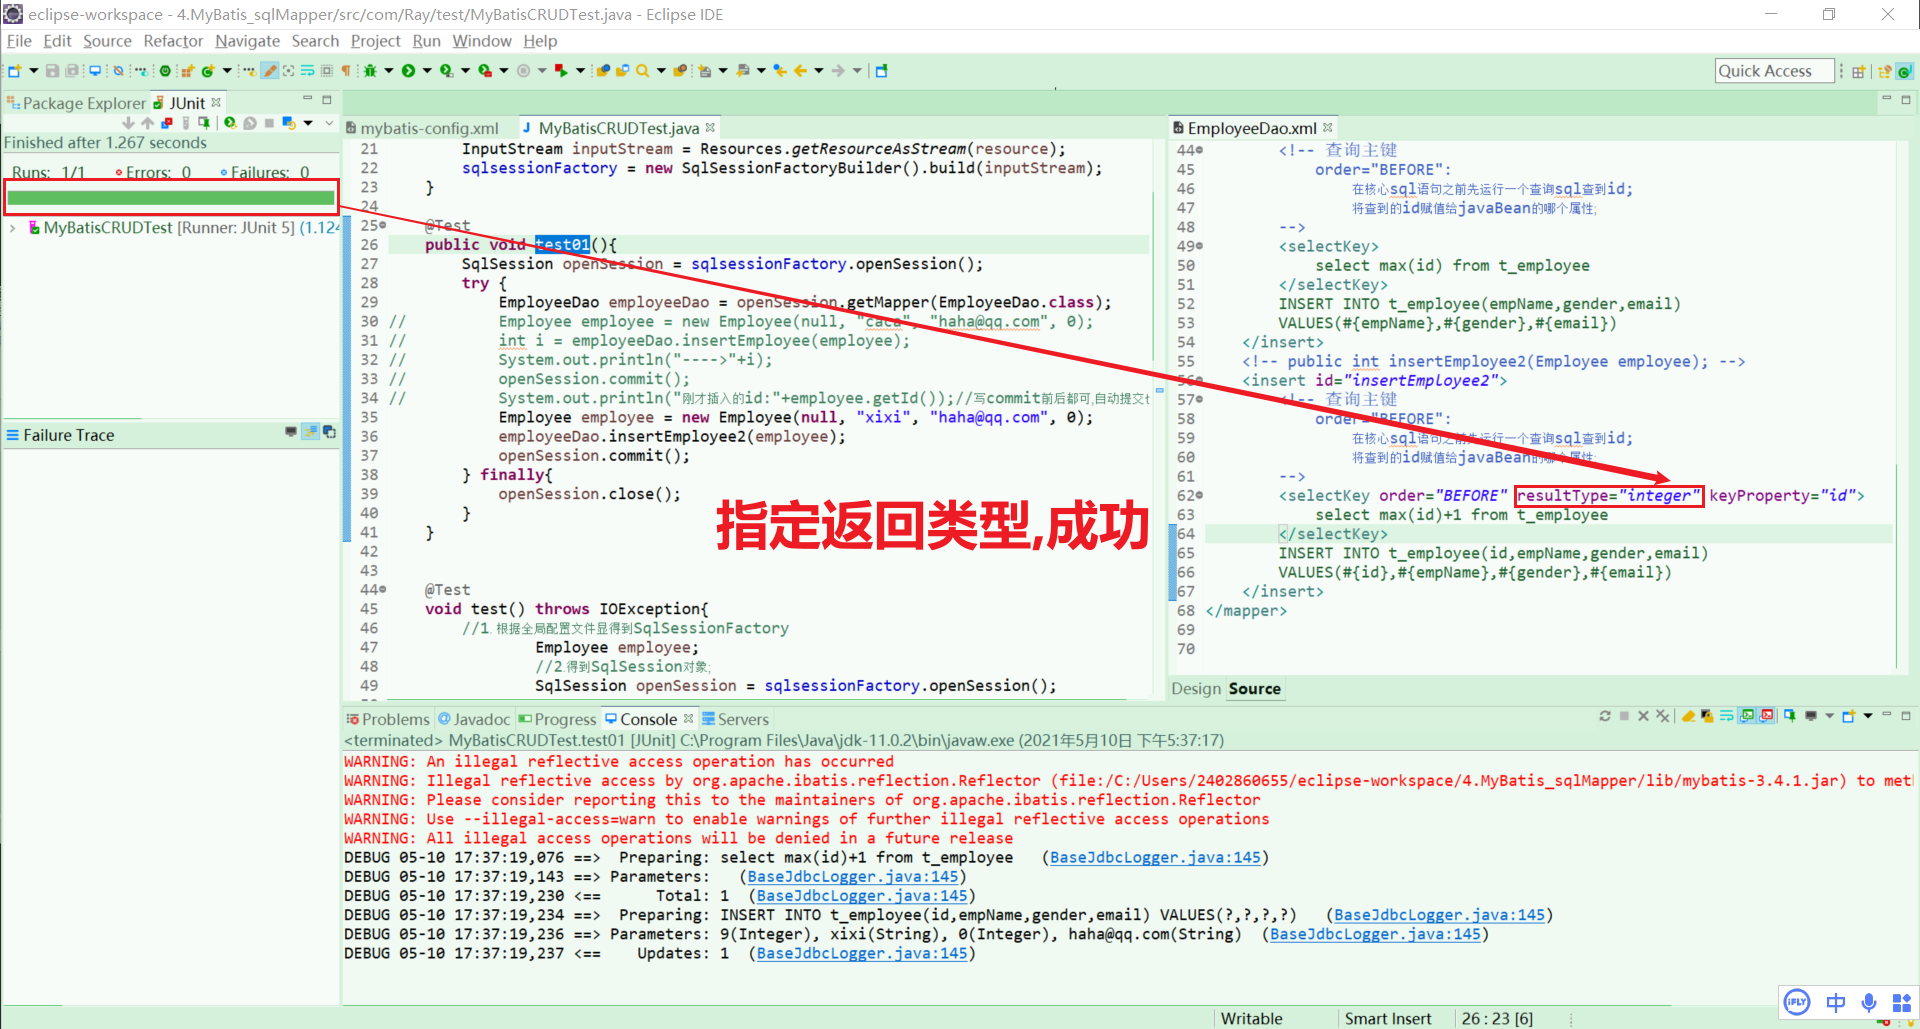 eclipse-workspace - 4.MyBatis_sqlMapper/src/com/Ray/test/MyBatisCRUDTest.java - Eclipse IDE
File Edit Source Refactor Navigate Search Project Run Window Help
Quick Access
Package Explorer JUnit
Finished after 1.267 seconds
Runs: 1/1 Errors: 0 Failures: 0
MyBatisCRUDTest [Runner: JUnit 5] (1.124
Failure Trace
mybatis-config.xml MyBatisCRUDTest.java
21 InputStream inputStream = Resources.getResourceAsStream(resource);
22 sqlsessionFactory = new SqlSessionFactoryBuilder().build(inputStream);
23 }
24
25 @Test
26 public void test01(){
27 SqlSession openSession = sqlsessionFactory.openSession();
28 try {
29 EmployeeDao employeeDao = openSession.getMapper(EmployeeDao.class);
30 // Employee employee = new Employee(null, "caca", "haha@qq.com", 0);
31 // int i = employeeDao.insertEmployee(employee);
32 // System.out.println("---->"+i);
33 // openSession.commit();
34 // System.out.println("刚才插入的id:"+employee.getId());//写commit前后都可,自动提交t
35 Employee employee = new Employee(null, "xixi", "haha@qq.com", 0);
36 employeeDao.insertEmployee2(employee);
37 openSession.commit();
38 } finally{
39 openSession.close();
40 }
41 }
42
43
44 @Test
45 void test() throws IOException{
46 //1.根据全局配置文件显得到SqlSessionFactory
47 Employee employee;
48 //2.得到SqlSession对象;
49 SqlSession openSession = sqlsessionFactory.openSession();
指定返回类型,成功
EmployeeDao.xml
44 <!-- 查询主键
45 order="BEFORE":
46 在核心sql语句之前先运行一个查询sql查到id;
47 将查到的id赋值给javaBean的哪个属性;
48 -->
49 <selectKey>
50 select max(id) from t_employee
51 </selectKey>
52 INSERT INTO t_employee(empName,gender,email)
53 VALUES(#{empName},#{gender},#{email})
54 </insert>
55 <!-- public int insertEmployee2(Employee employee); -->
56 <insert id="insertEmployee2">
57 <!-- 查询主键
58 order="BEFORE":
59 在核心sql语句之前先运行一个查询sql查到id;
60 将查到的id赋值给javaBean的哪个属性;
61 -->
62 <selectKey order="BEFORE" resultType="integer" keyProperty="id">
63 select max(id)+1 from t_employee
64 </selectKey>
65 INSERT INTO t_employee(id,empName,gender,email)
66 VALUES(#{id},#{empName},#{gender},#{email})
67 </insert>
68 </mapper>
69
70
Design Source
Problems Javadoc Progress Console Servers
<terminated> MyBatisCRUDTest.test01 [JUnit] C:\Program Files\Java\jdk-11.0.2\bin\javaw.exe (2021年5月10日 下午5:37:17)
WARNING: An illegal reflective access operation has occurred
WARNING: Illegal reflective access by org.apache.ibatis.reflection.Reflector (file:/C:/Users/2402860655/eclipse-workspace/4.MyBatis_sqlMapper/lib/mybatis-3.4.1.jar) to met
WARNING: Please consider reporting this to the maintainers of org.apache.ibatis.reflection.Reflector
WARNING: Use --illegal-access=warn to enable warnings of further illegal reflective access operations
WARNING: All illegal access operations will be denied in a future release
DEBUG 05-10 17:37:19,076 ==> Preparing: select max(id)+1 from t_employee (BaseJdbcLogger.java:145)
DEBUG 05-10 17:37:19,143 ==> Parameters: (BaseJdbcLogger.java:145)
DEBUG 05-10 17:37:19,230 <== Total: 1 (BaseJdbcLogger.java:145)
DEBUG 05-10 17:37:19,234 ==> Preparing: INSERT INTO t_employee(id,empName,gender,email) VALUES(?,?,?,?) (BaseJdbcLogger.java:145)
DEBUG 05-10 17:37:19,236 ==> Parameters: 9(Integer), xixi(String), 0(Integer), haha@qq.com(String) (BaseJdbcLogger.java:145)
DEBUG 05-10 17:37:19,237 <== Updates: 1 (BaseJdbcLogger.java:145)
iFLY 中
Writable Smart Insert 26 : 23 [6]